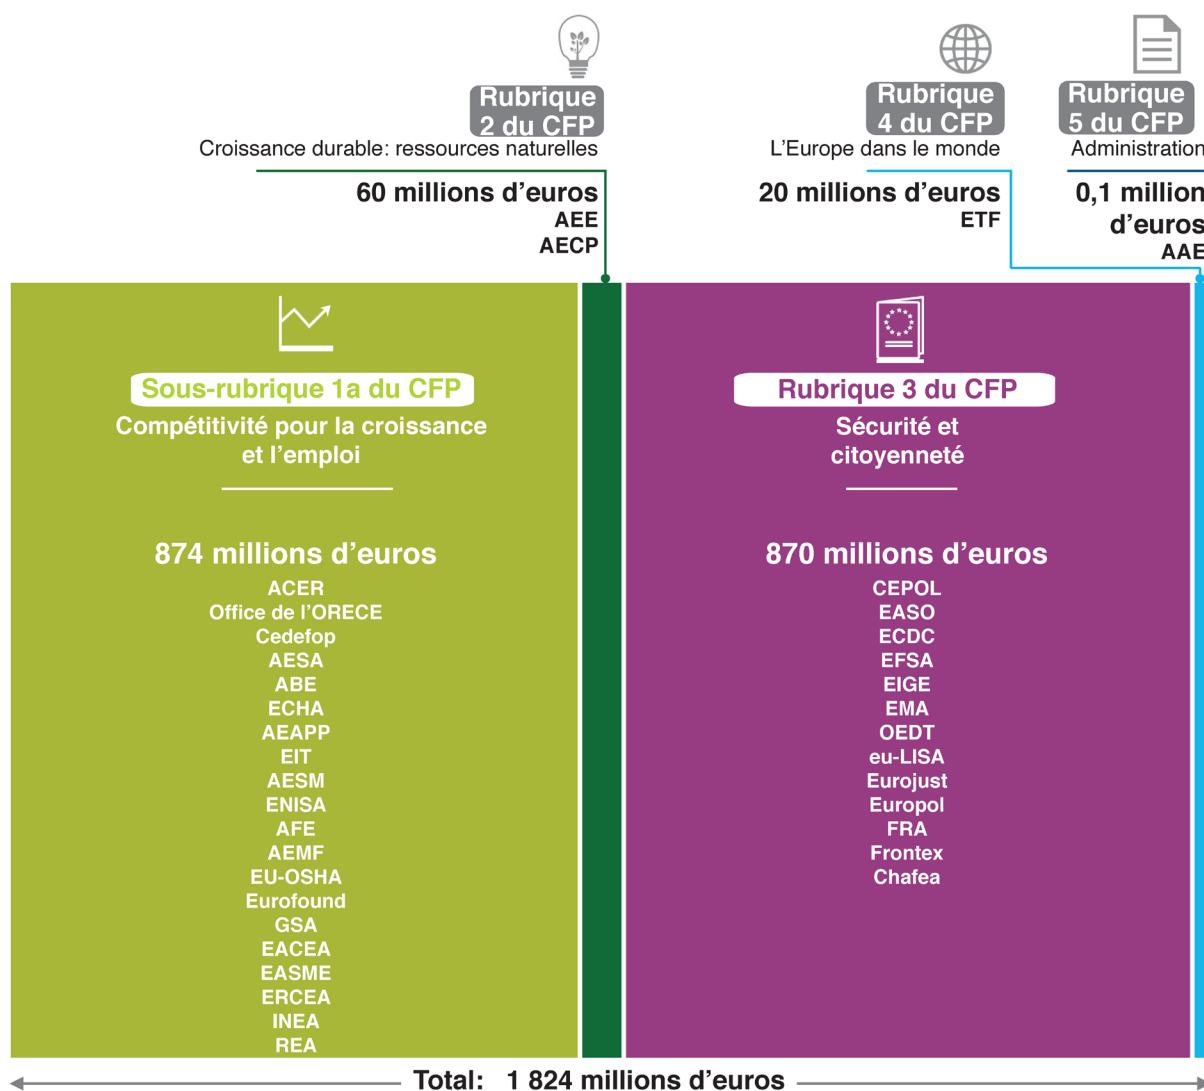 Rubrique
2 du CFP
Croissance durable: ressources naturelles
60 millions d’euros
AEE
AECP
Rubrique
4 du CFP
L’Europe dans le monde
20 millions d’euros
ETF
Rubrique
5 du CFP
Administration
0,1 million
d’euros
AAE
Sous-rubrique 1a du CFP
Compétitivité pour la croissance
et l’emploi
874 millions d’euros
ACER
Office de l’ORECE
Cedefop
AESA
ABE
ECHA
AEAPP
EIT
AESM
ENISA
AFE
AEMF
EU-OSHA
Eurofound
GSA
EACEA
EASME
ERCEA
INEA
REA
Rubrique 3 du CFP
Sécurité et
citoyenneté
870 millions d’euros
CEPOL
EASO
ECDC
EFSA
EIGE
EMA
OEDT
eu-LISA
Eurojust
Europol
FRA
Frontex
Chafea
Total: 1 824 millions d’euros